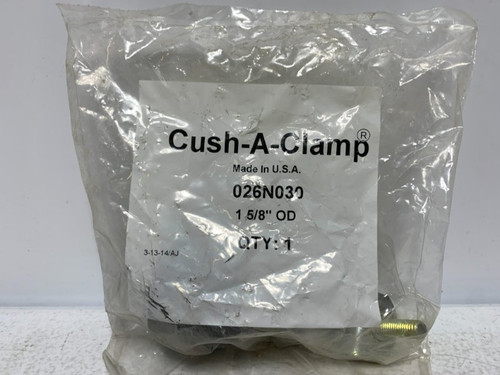 Cush-A-Clamp®
Made In U.S.A.
026N030
1 5/8" OD
QTY: 1
3-13-14/AJ